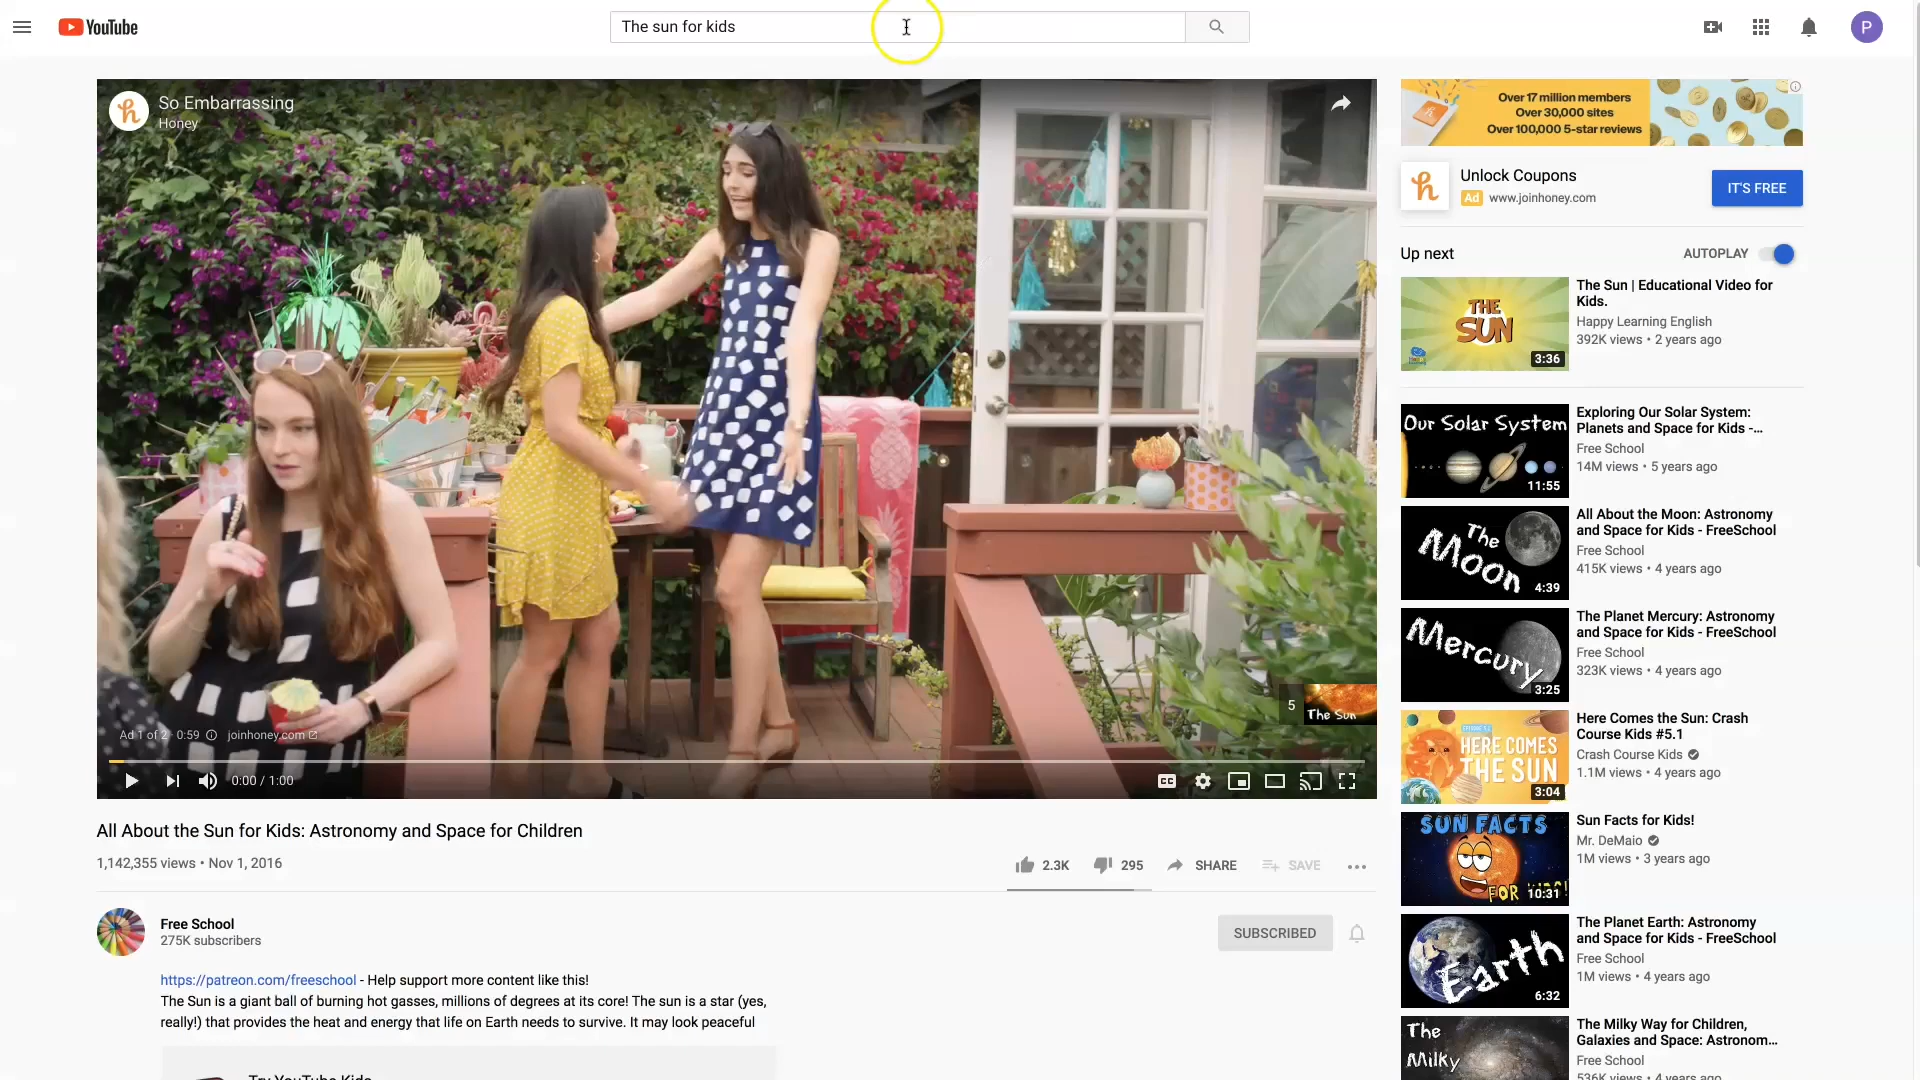 YouTube
The sun for kids
P
So Embarrassing
Honey
5
The Sun
Ad 1 of 2 · 0:59
joinhoney.com
0:00 / 1:00
CC
All About the Sun for Kids: Astronomy and Space for Children
1,142,355 views • Nov 1, 2016
2.3K
295
SHARE
SAVE
Free School
275K subscribers
SUBSCRIBED
https://patreon.com/freeschool - Help support more content like this!
The Sun is a giant ball of burning hot gasses, millions of degrees at its core! The sun is a star (yes,
really!) that provides the heat and energy that life on Earth needs to survive. It may look peaceful
Try YouTube Kids
Over 17 million members
Over 30,000 sites
Over 100,000 5-star reviews
Unlock Coupons
Ad www.joinhoney.com
IT'S FREE
Up next
AUTOPLAY
THE
SUN
3:36
The Sun | Educational Video for
Kids.
Happy Learning English
392K views • 2 years ago
Our Solar System
11:55
Exploring Our Solar System:
Planets and Space for Kids -...
Free School
14M views • 5 years ago
The
Moon
4:39
All About the Moon: Astronomy
and Space for Kids - FreeSchool
Free School
415K views • 4 years ago
Mercury
3:25
The Planet Mercury: Astronomy
and Space for Kids - FreeSchool
Free School
323K views • 4 years ago
HERE COMES
THE SUN
3:04
Here Comes the Sun: Crash
Course Kids #5.1
Crash Course Kids
1.1M views • 4 years ago
SUN FACTS
FOR KIDS!
10:31
Sun Facts for Kids!
Mr. DeMaio
1M views • 3 years ago
Earth
6:32
The Planet Earth: Astronomy
and Space for Kids - FreeSchool
Free School
1M views • 4 years ago
The
Milky
The Milky Way for Children,
Galaxies and Space: Astronom...
Free School
536K views • 4 years ago